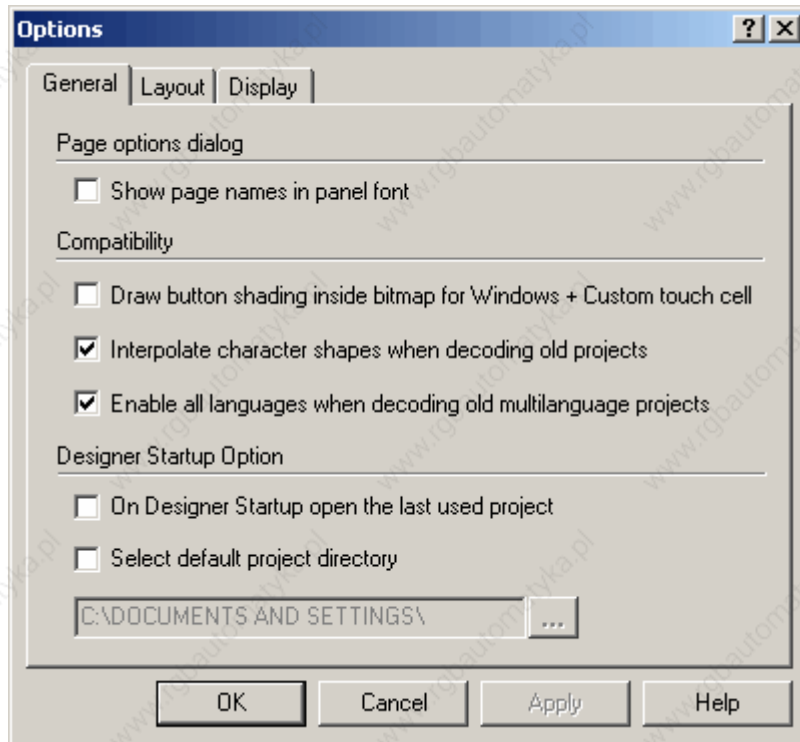 Options
General Layout Display
Page options dialog
Show page names in panel font
Compatibility
Draw button shading inside bitmap for Windows + Custom touch cell
Interpolate character shapes when decoding old projects
Enable all languages when decoding old multilanguage projects
Designer Startup Option
On Designer Startup open the last used project
Select default project directory
C:\DOCUMENTS AND SETTINGS\ ...
OK Cancel Apply Help
www.rgbautomatyka.pl